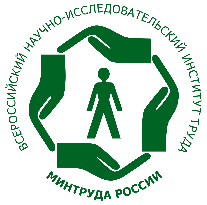 ВСЕРОССИЙСКИЙ НАУЧНО-ИССЛЕДОВАТЕЛЬСКИЙ ИНСТИТУТ ТРУДА
МИНТРУДА РОССИИ